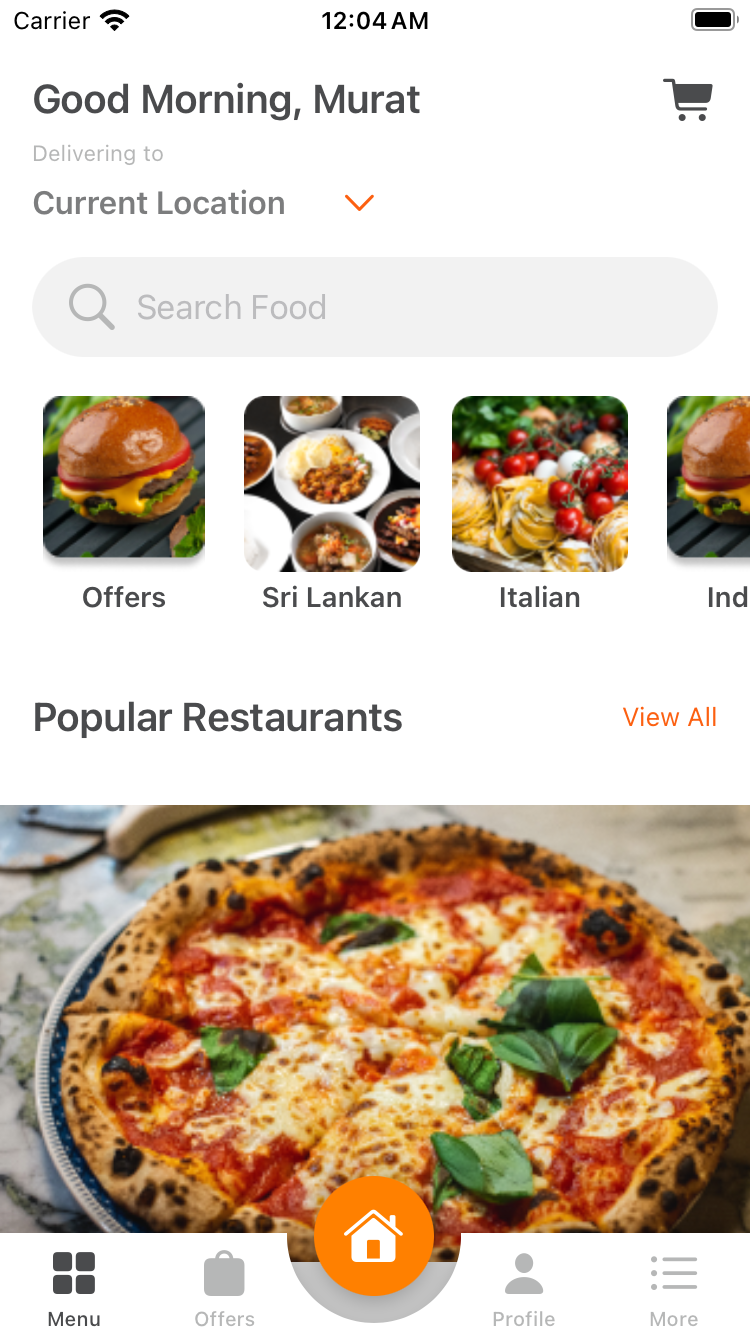 Carrier 12:04 AM
Good Morning, Murat
Delivering to
Current Location
Search Food
Offers Sri Lankan Italian Ind
Popular Restaurants View All
Menu Offers Profile More